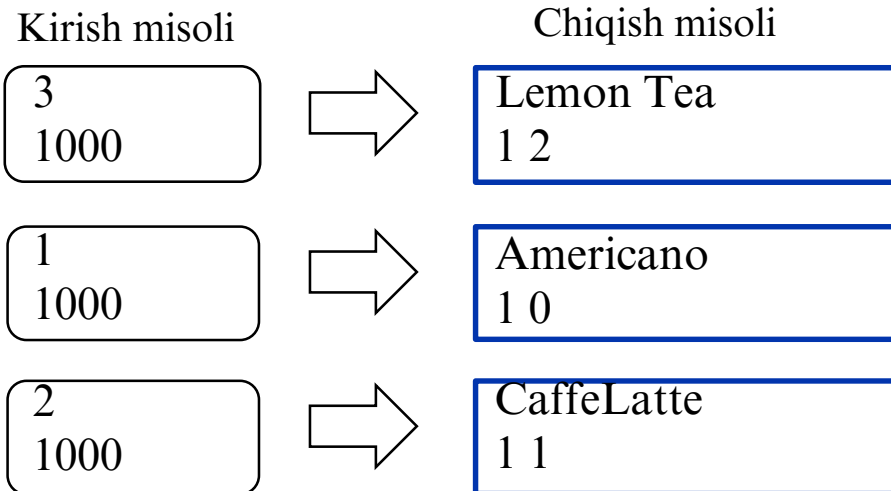 Kirish misoli
Chiqish misoli
3
1000
Lemon Tea
1 2
1
1000
Americano
1 0
2
1000
CaffeLatte
1 1